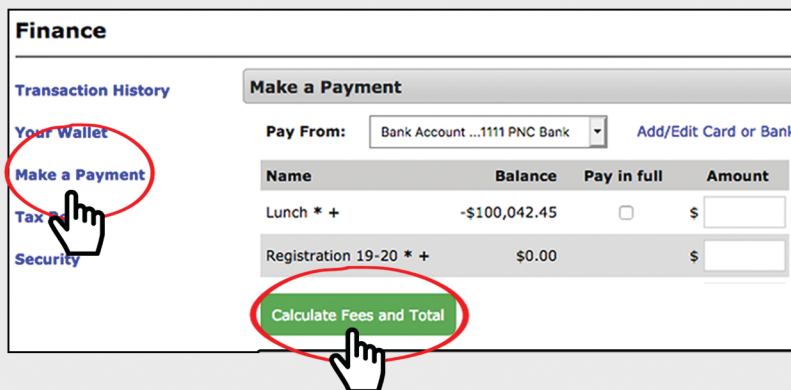 Finance
Transaction History
Your Wallet
Make a Payment
Tax
Security
Make a Payment
Pay From: Bank Account ...1111 PNC Bank Add/Edit Card or Bank
Name Balance Pay in full Amount
Lunch * + -$100,042.45 $
Registration 19-20 * + $0.00 $
Calculate Fees and Total